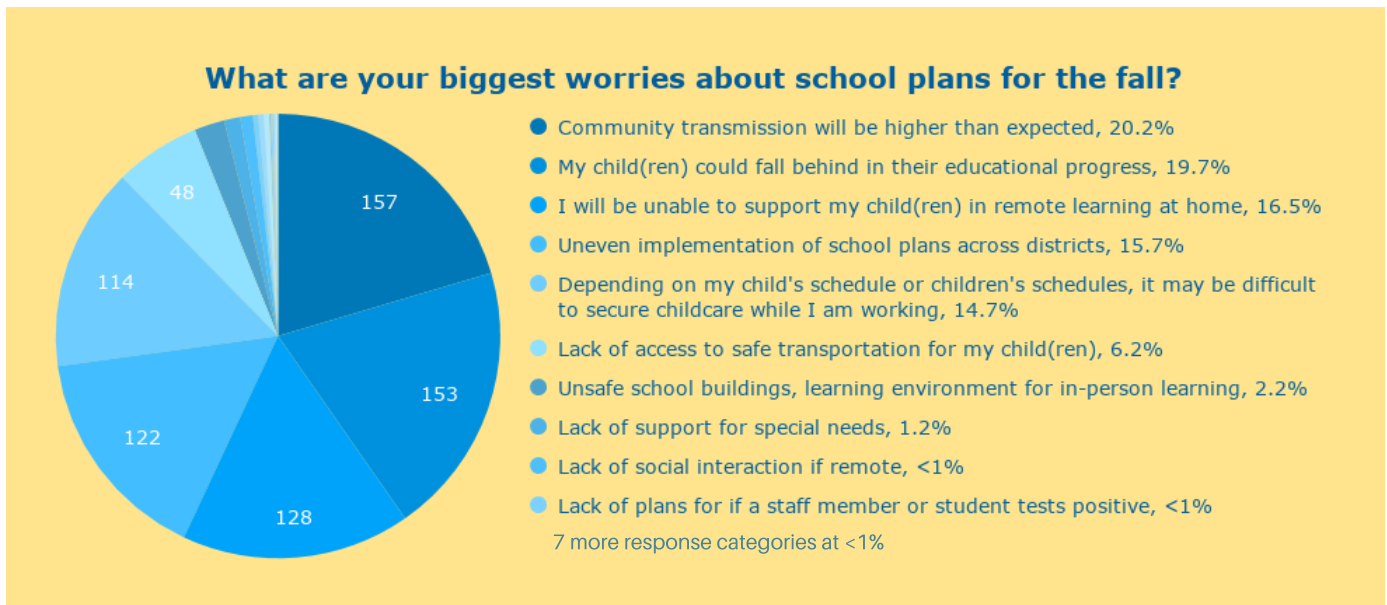 What are your biggest worries about school plans for the fall?
157
153
128
122
114
48
Community transmission will be higher than expected, 20.2%
My child(ren) could fall behind in their educational progress, 19.7%
I will be unable to support my child(ren) in remote learning at home, 16.5%
Uneven implementation of school plans across districts, 15.7%
Depending on my child's schedule or children's schedules, it may be difficult
to secure childcare while I am working, 14.7%
Lack of access to safe transportation for my child(ren), 6.2%
Unsafe school buildings, learning environment for in-person learning, 2.2%
Lack of support for special needs, 1.2%
Lack of social interaction if remote, <1%
Lack of plans for if a staff member or student tests positive, <1%
7 more response categories at <1%